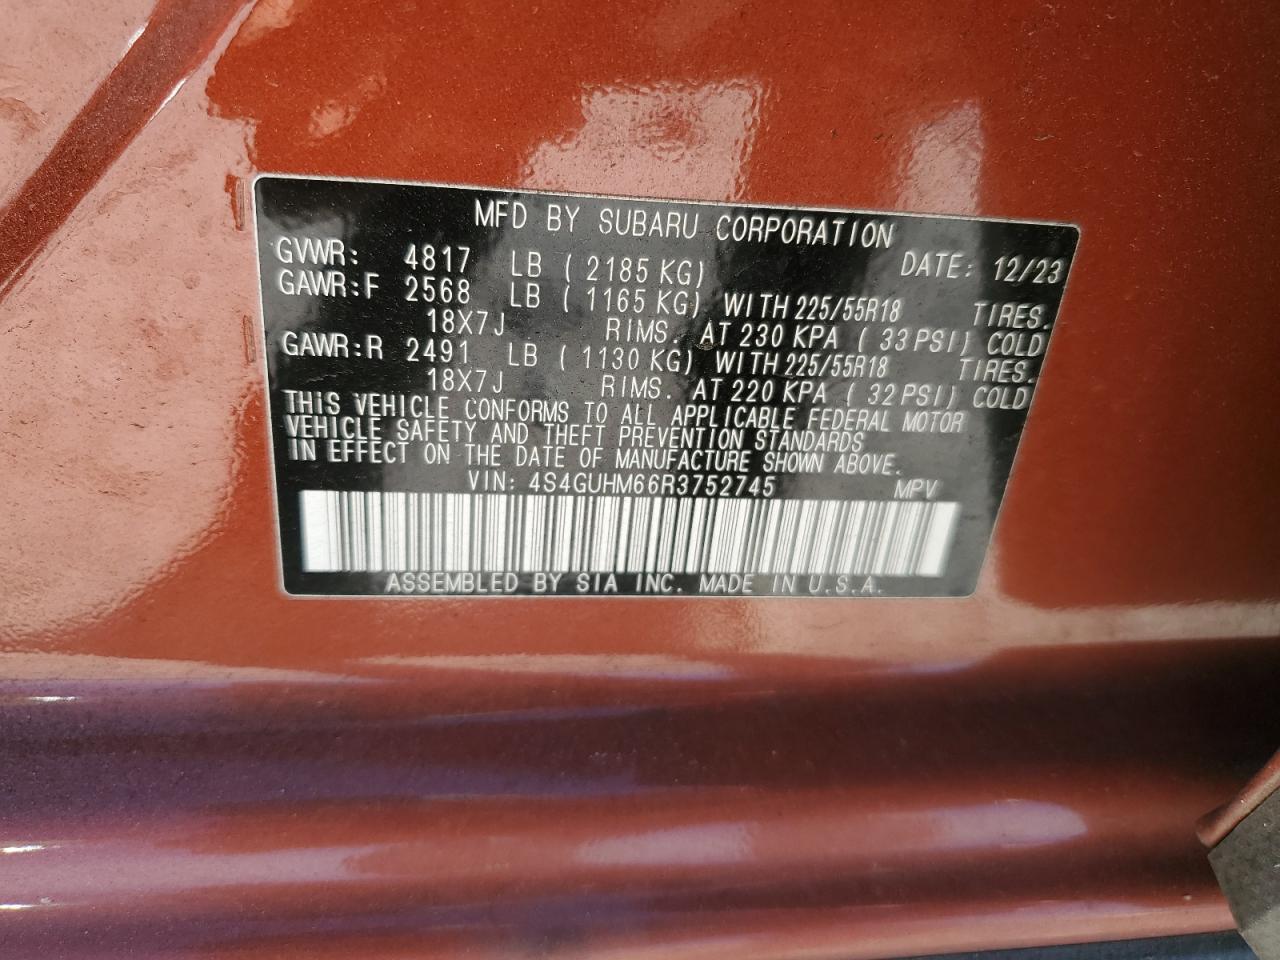 MFD BY SUBARU CORPORATION
GVWR: 4817 LB ( 2185 KG) DATE: 12/23
GAWR:F 2568 LB ( 1165 KG) WITH 225/55R18 TIRES.
18X7J RIMS. AT 230 KPA ( 33 PSI) COLD
GAWR:R 2491 LB ( 1130 KG) WITH 225/55R18 TIRES.
18X7J RIMS. AT 220 KPA ( 32 PSI) COLD
THIS VEHICLE CONFORMS TO ALL APPLICABLE FEDERAL MOTOR
VEHICLE SAFETY AND THEFT PREVENTION STANDARDS
IN EFFECT ON THE DATE OF MANUFACTURE SHOWN ABOVE.
VIN: 4S4GUHM66R3752745 MPV
ASSEMBLED BY SIA INC. MADE IN U.S.A.